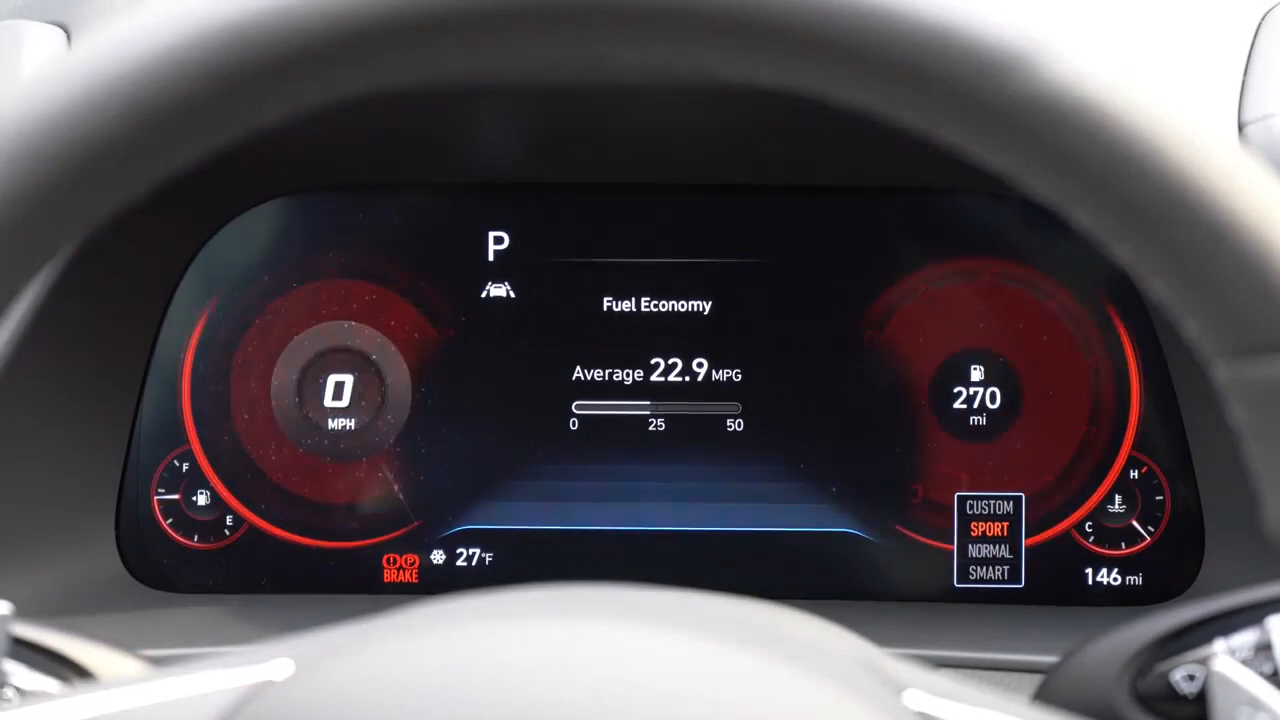 P
Fuel Economy
Average 22.9 MPG
0 25 50
0
MPH
270
mi
F
E
H
C
CUSTOM
SPORT
NORMAL
SMART
BRAKE
27°F
146 mi